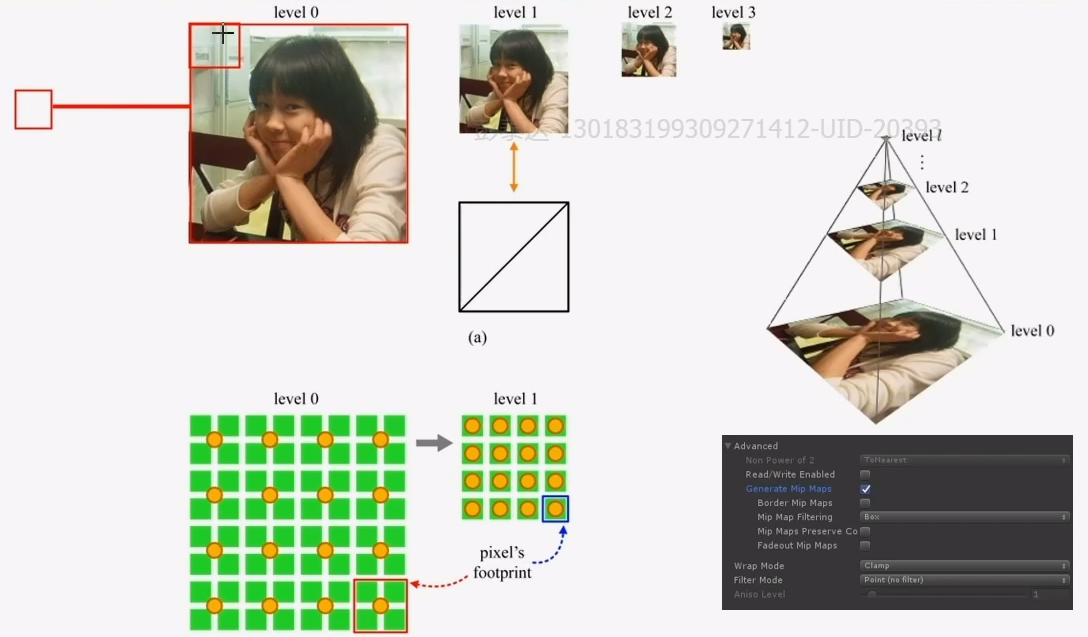 level 0
level 1
level 2
level 3
130183199309271412-UID-20393
level l
⋮
level 2
level 1
level 0
(a)
level 0
level 1
pixel's
footprint
Advanced
Non Power of 2 ToNearest
Read/Write Enabled
Generate Mip Maps
Border Mip Maps
Mip Map Filtering Box
Mip Maps Preserve Co
Fadeout Mip Maps
Wrap Mode Clamp
Filter Mode Point (no filter)
Aniso Level 1